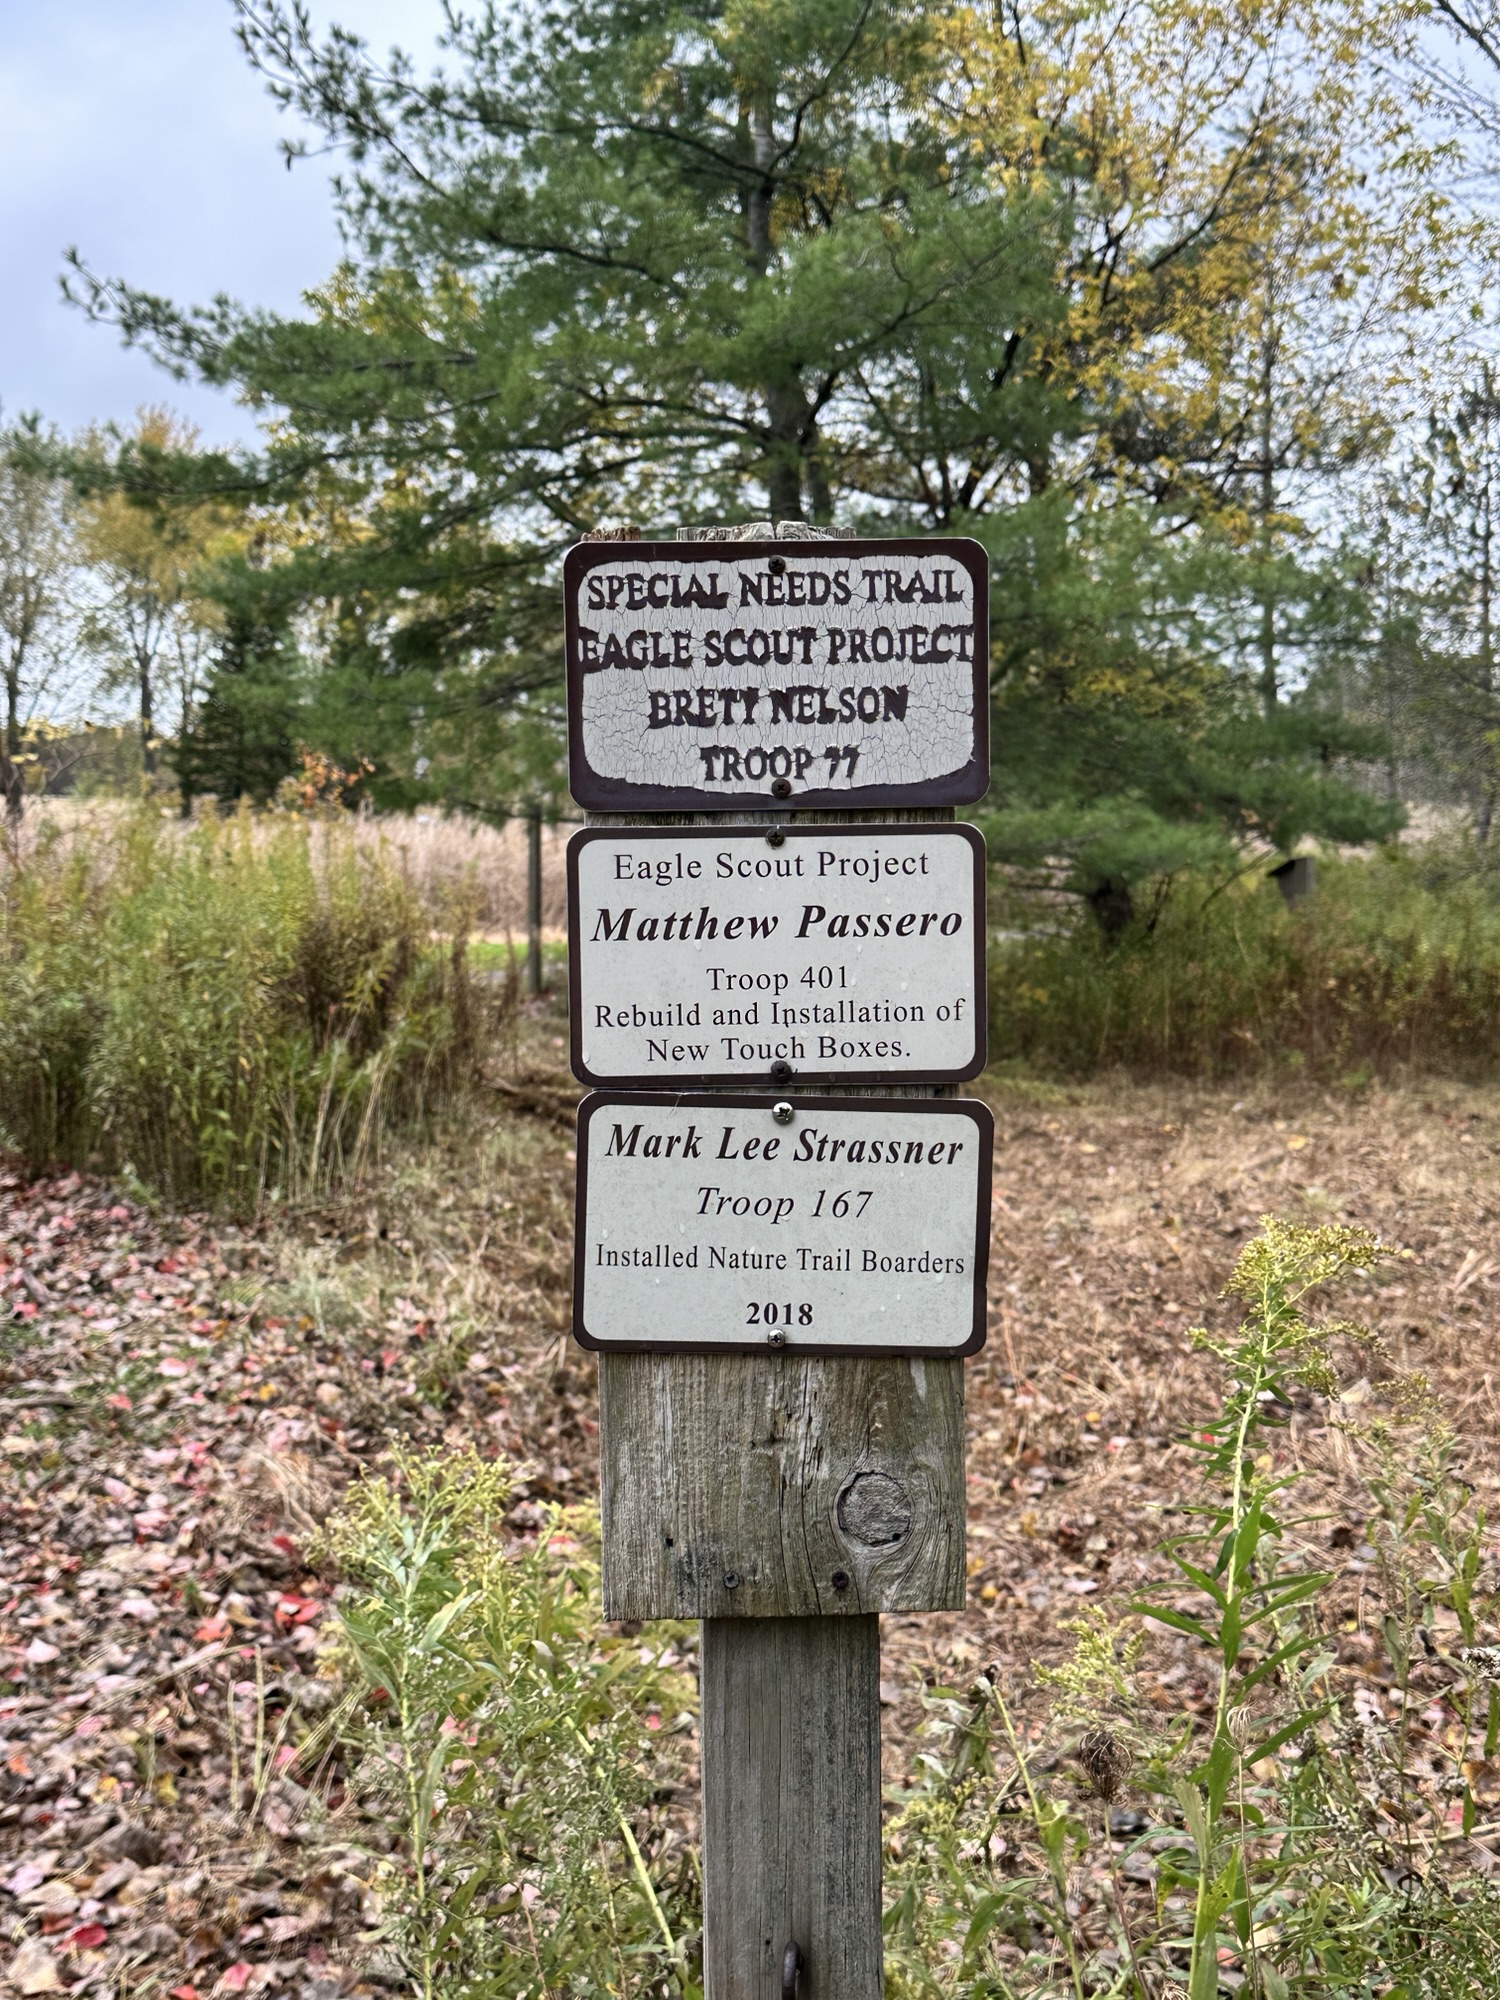 SPECIAL NEEDS TRAIL
EAGLE SCOUT PROJECT
BRETT NELSON
TROOP 77
Eagle Scout Project
Matthew Passero
Troop 401
Rebuild and Installation of
New Touch Boxes.
Mark Lee Strassner
Troop 167
Installed Nature Trail Boarders
2018